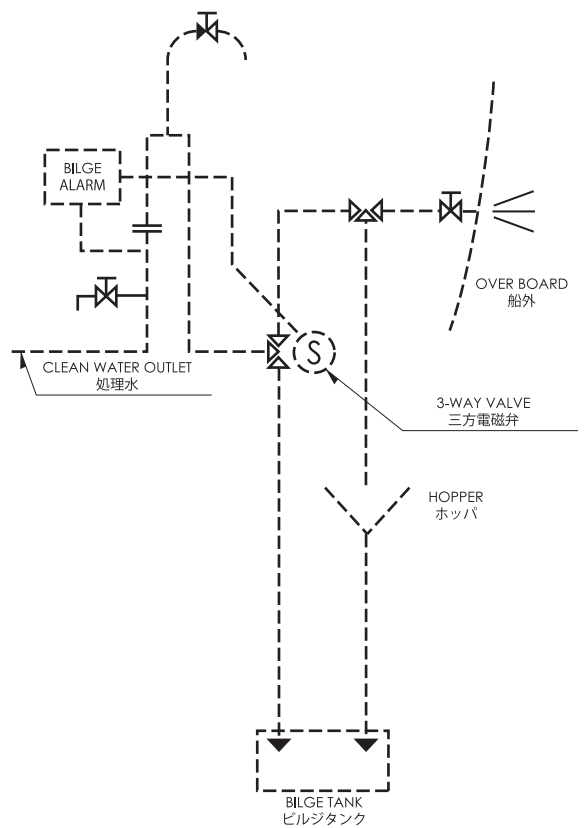 BILGE
ALARM
OVER BOARD
船外
CLEAN WATER OUTLET
処理水
S
3-WAY VALVE
三方電磁弁
HOPPER
ホッパ
BILGE TANK
ビルジタンク